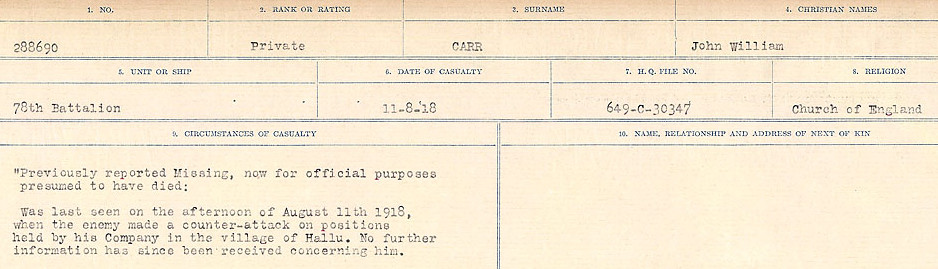 1. NO. 2. RANK OR RATING 3. SURNAME 4. CHRISTIAN NAMES
288690 Private CARR John William
5. UNIT OR SHIP 6. DATE OF CASUALTY 7. H.Q. FILE NO. 8. RELIGION
78th Battalion 11-8-18 649-C-30347 Church of England
9. CIRCUMSTANCES OF CASUALTY 10. NAME, RELATIONSHIP AND ADDRESS OF NEXT OF KIN
"Previously reported Missing, now for official purposes
presumed to have died:
Was last seen on the afternoon of August 11th 1918,
when the enemy made a counter-attack on positions
held by his Company in the village of Hallu. No further
information has since been received concerning him.